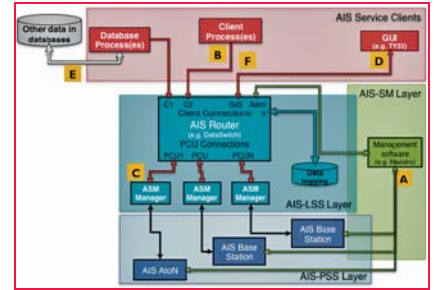 AIS Service Clients
Other data in
databases
Database
Process(es)
Client
Process(es)
GUI
(e.g. TY32)
E
B
F
D
AIS-SM Layer
C1
C2
GUI
Admi
n
Client Connections
AIS Router
(e.g. DataSwitch)
PCU Connections
PCU1
PCU
PCUN
Management
software
(e.g. Maestro)
A
C
ASM
Manager
ASM
Manager
ASM
Manager
Data
logging
AIS-LSS Layer
AIS Base
Station
AIS Base
Station
AIS AtoN
AIS-PSS Layer